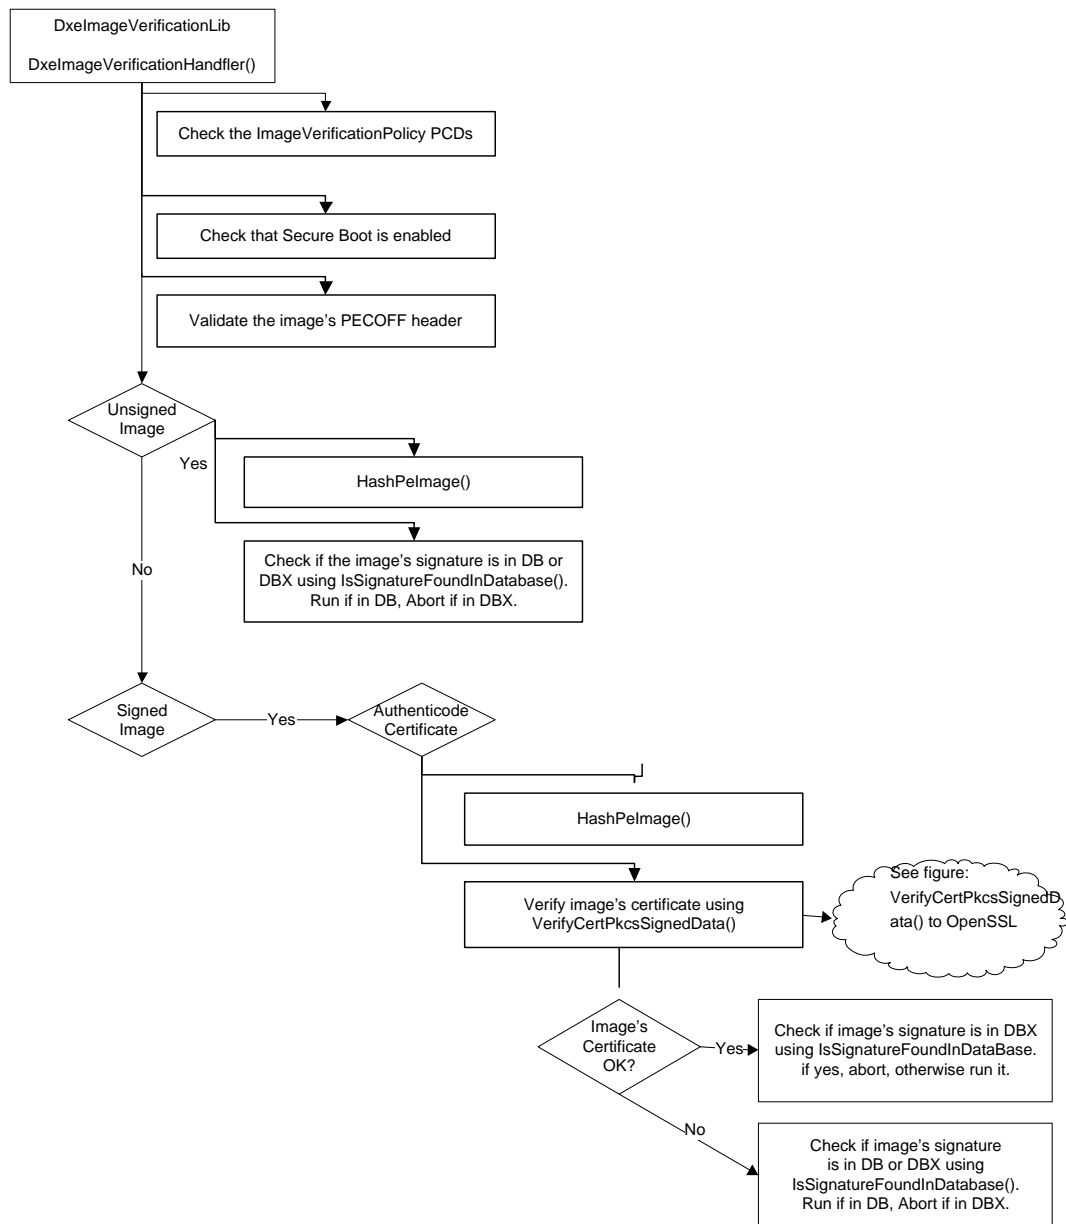 DxeImageVerificationLib
DxeImageVerificationHandfler()
Check the ImageVerificationPolicy PCDs
Check that Secure Boot is enabled
Validate the image's PECOFF header
Unsigned
Image
Yes
HashPeImage()
Check if the image's signature is in DB or
DBX using IsSignatureFoundInDatabase().
Run if in DB, Abort if in DBX.
No
Signed
Image
Yes
Authenticode
Certificate
HashPeImage()
Verify image's certificate using
VerifyCertPkcsSignedData()
See figure:
VerifyCertPkcsSignedD
ata() to OpenSSL
Image's
Certificate
OK?
Yes
Check if image's signature is in DBX
using IsSignatureFoundInDataBase.
if yes, abort, otherwise run it.
No
Check if image's signature
is in DB or DBX using
IsSignatureFoundInDatabase().
Run if in DB, Abort if in DBX.